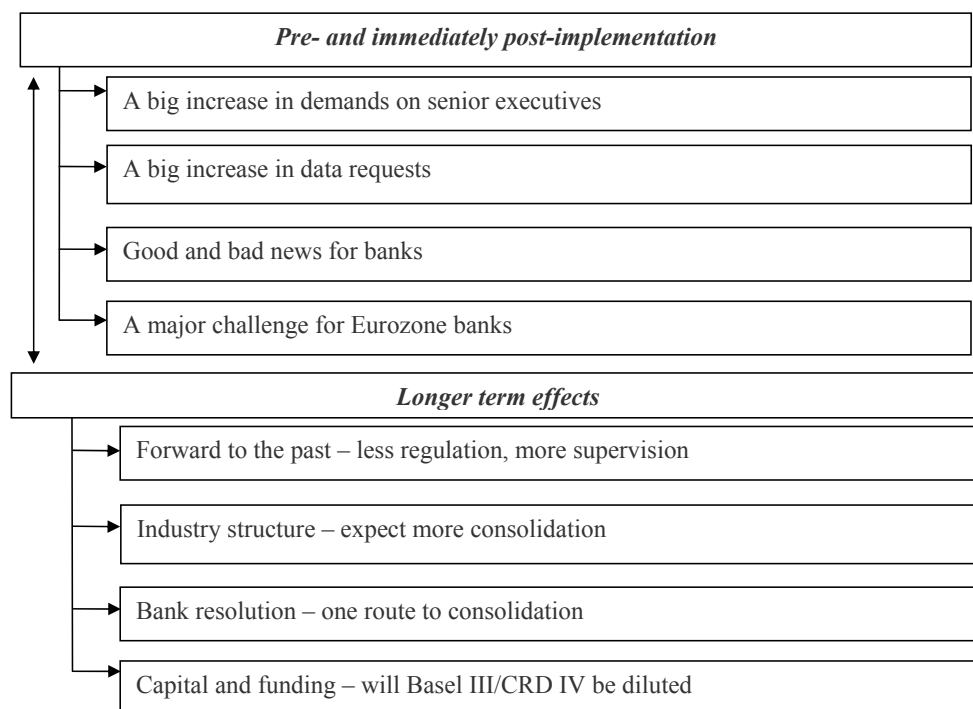 Pre- and immediately post-implementation
A big increase in demands on senior executives
A big increase in data requests
Good and bad news for banks
A major challenge for Eurozone banks
Longer term effects
Forward to the past – less regulation, more supervision
Industry structure – expect more consolidation
Bank resolution – one route to consolidation
Capital and funding – will Basel III/CRD IV be diluted